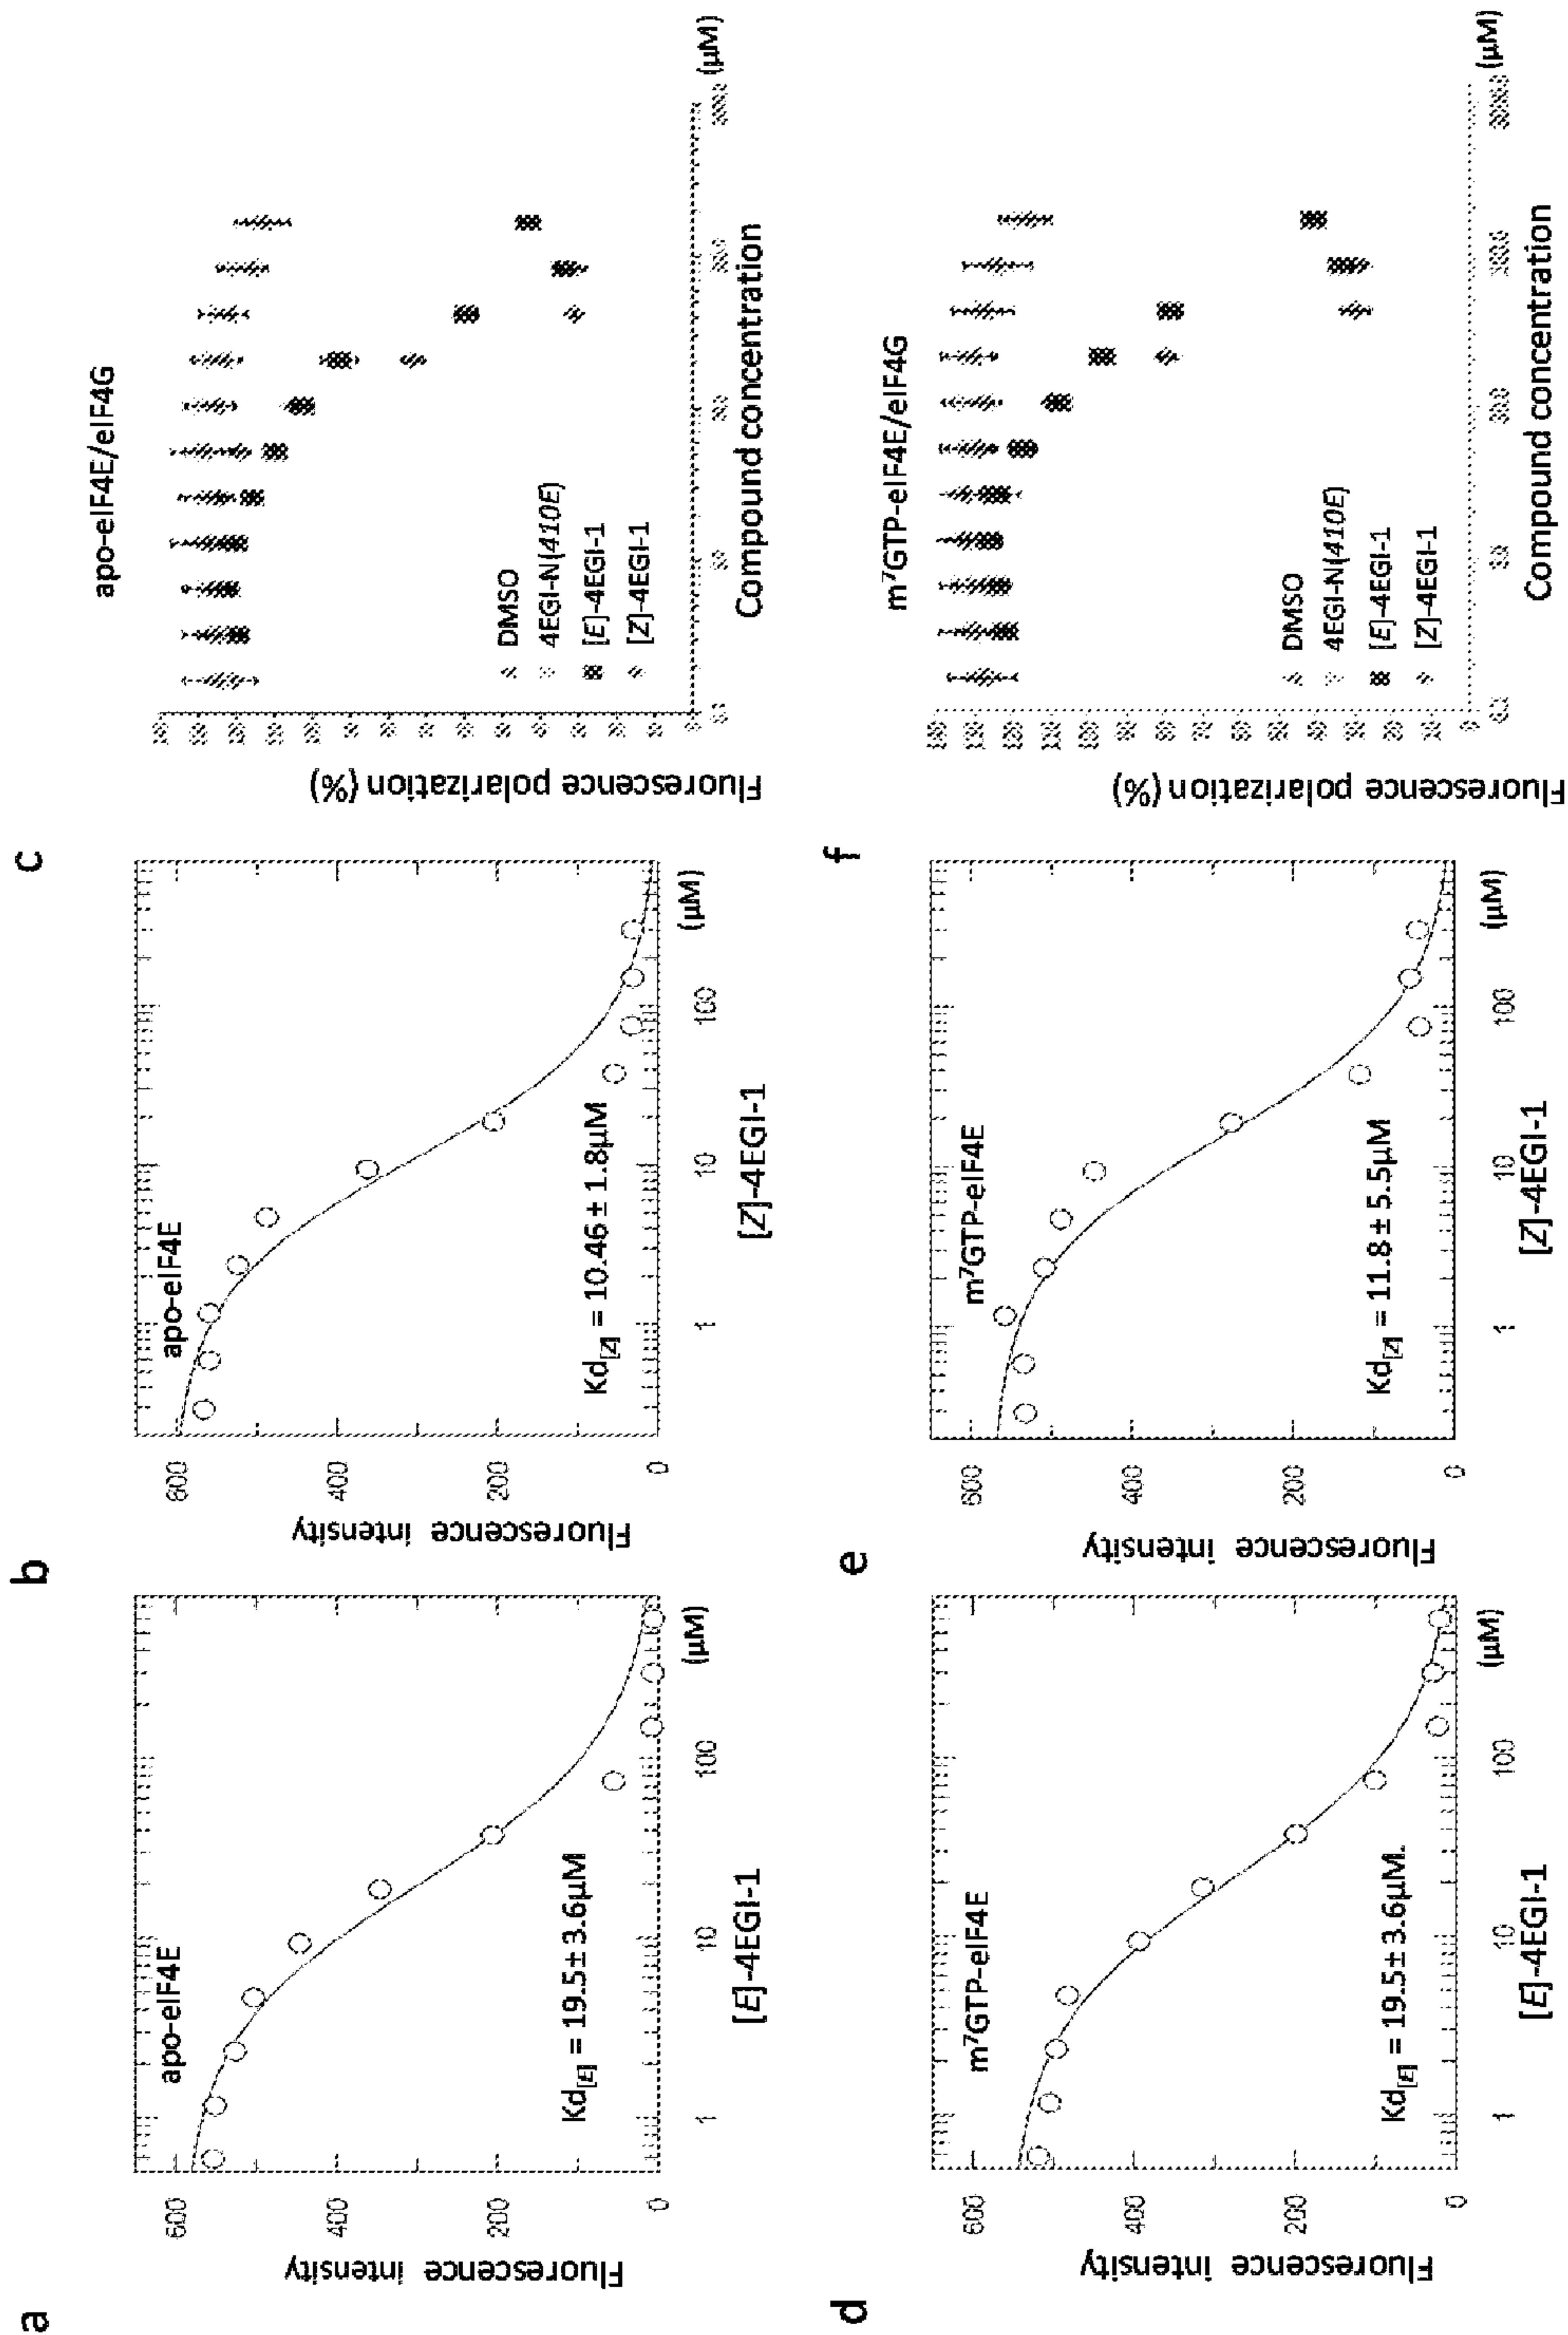 a
apo-eIF4E
Fluorescence intensity
600
400
200
0
Kd[E] = 19.5± 3.6µM
1
10
100
(µM)
[E]-4EGI-1
b
apo-eIF4E
Fluorescence intensity
600
400
200
0
Kd[Z] = 10.46 ± 1.8µM
1
10
100
(µM)
[Z]-4EGI-1
c
apo-eIF4E/eIF4G
Fluorescence polarization (%)
DMSO
4EGI-N(410E)
[E]-4EGI-1
[Z]-4EGI-1
(µM)
Compound concentration
d
m⁷GTP-eIF4E
Fluorescence intensity
600
400
200
0
Kd[E] = 19.5± 3.6µM.
1
10
100
(µM)
[E]-4EGI-1
e
m⁷GTP-eIF4E
Fluorescence intensity
600
400
200
0
Kd[Z] = 11.8 ± 5.5µM
1
10
100
(µM)
[Z]-4EGI-1
f
m⁷GTP-eIF4E/eIF4G
Fluorescence polarization (%)
DMSO
4EGI-N(410E)
[E]-4EGI-1
[Z]-4EGI-1
(µM)
Compound concentration